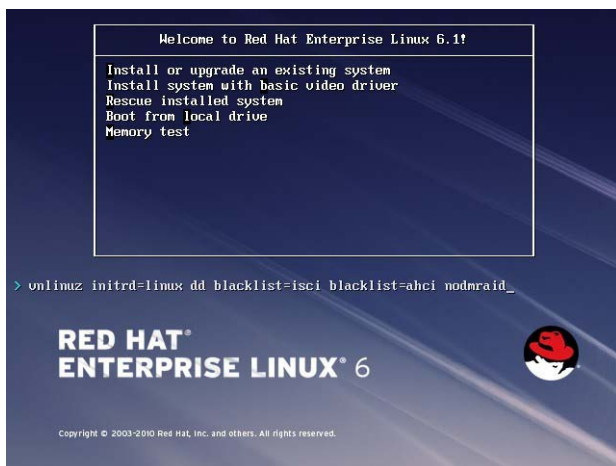 Welcome to Red Hat Enterprise Linux 6.1!
Install or upgrade an existing system
Install system with basic video driver
Rescue installed system
Boot from local drive
Memory test
> vmlinuz initrd=linux dd blacklist=isci blacklist=ahci nodmraid_
RED HAT®
ENTERPRISE LINUX® 6
Copyright © 2003-2010 Red Hat, Inc. and others. All rights reserved.